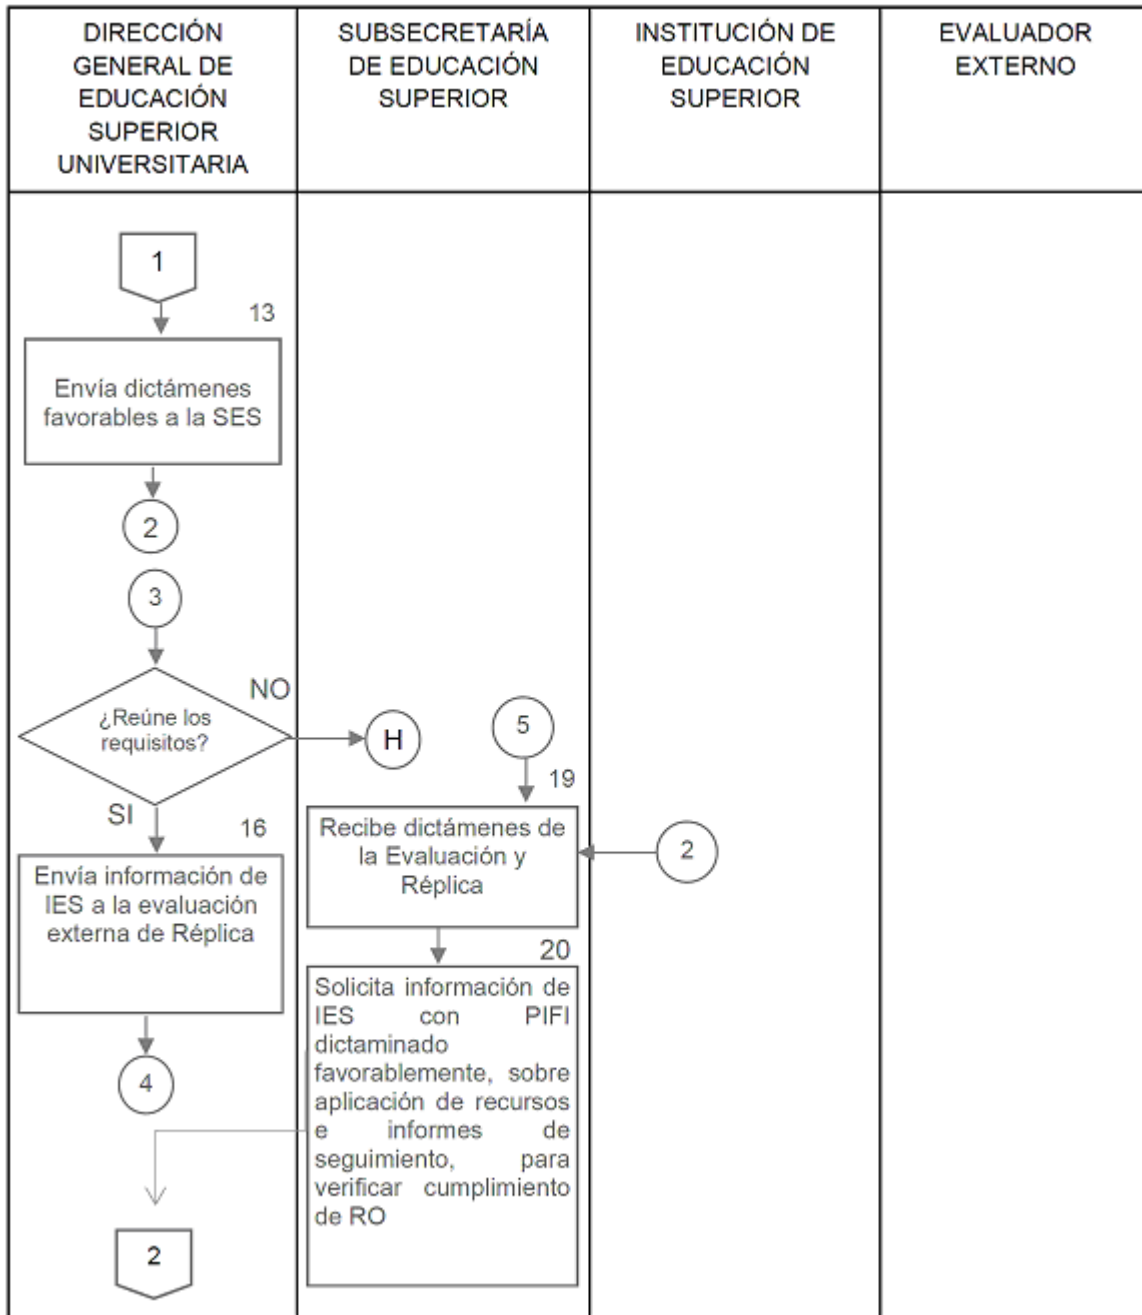 DIRECCIÓN
GENERAL DE
EDUCACIÓN
SUPERIOR
UNIVERSITARIA
SUBSECRETARÍA
DE EDUCACIÓN
SUPERIOR
INSTITUCIÓN DE
EDUCACIÓN
SUPERIOR
EVALUADOR
EXTERNO
1
13
Envía dictámenes
favorables a la SES
2
3
¿Reúne los
requisitos?
NO
H
SI
16
Envía información de
IES a la evaluación
externa de Réplica
4
2
5
19
Recibe dictámenes de
la Evaluación y
Réplica
2
20
Solicita información de
IES con PIFI
dictaminado
favorablemente, sobre
aplicación de recursos
e informes de
seguimiento, para
verificar cumplimiento
de RO